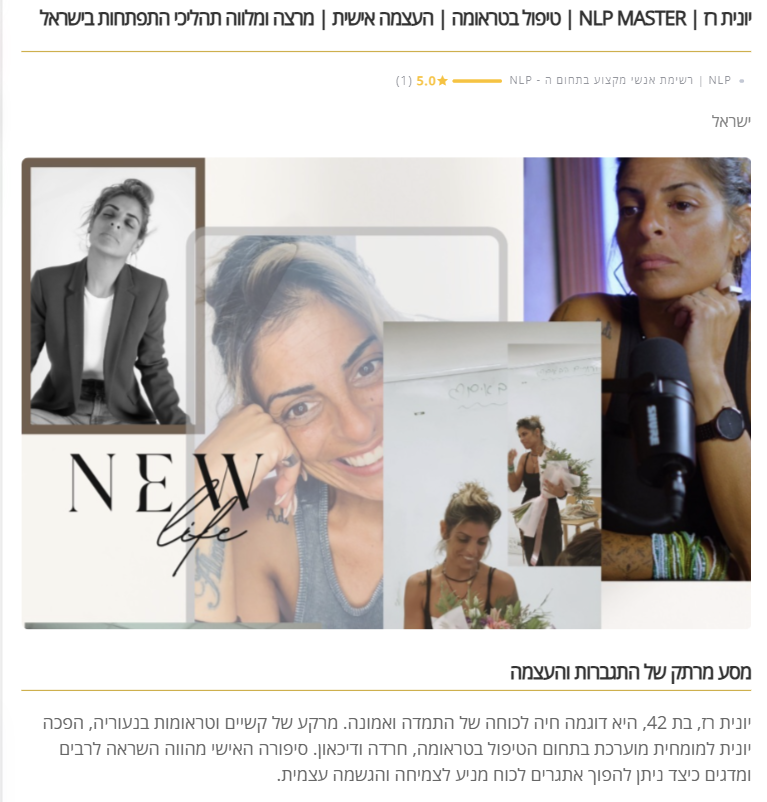 יונית רז | NLP MASTER | טיפול בטראומה | העצמה אישית | מרצה ומלווה תהליכי התפתחות בישראל
NLP | רשימת אנשי מקצוע בתחום ה - NLP 5.0 (1)
ישראל
NEW
life
מסע מרתק של התגברות והעצמה
יונית רז, בת 42, היא דוגמה חיה לכוחה של התמדה ואמונה. מרקע של קשיים וטראומות בנעוריה, הפכה
יונית למומחית מוערכת בתחום הטיפול בטראומה, חרדה ודיכאון. סיפורה האישי מהווה השראה לרבים
ומדגים כיצד ניתן להפוך אתגרים לכוח מניע לצמיחה והגשמה עצמית.